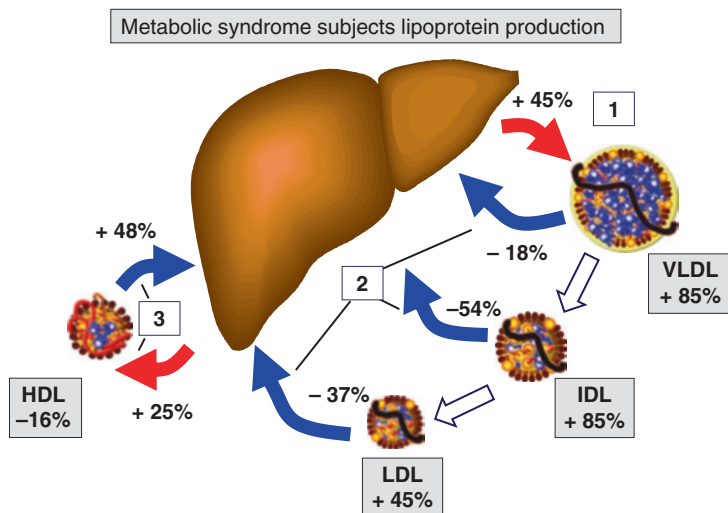 Metabolic syndrome subjects lipoprotein production
+ 45%
1
+ 48%
– 18%
VLDL
+ 85%
2
–54%
3
HDL
–16%
+ 25%
– 37%
IDL
+ 85%
LDL
+ 45%